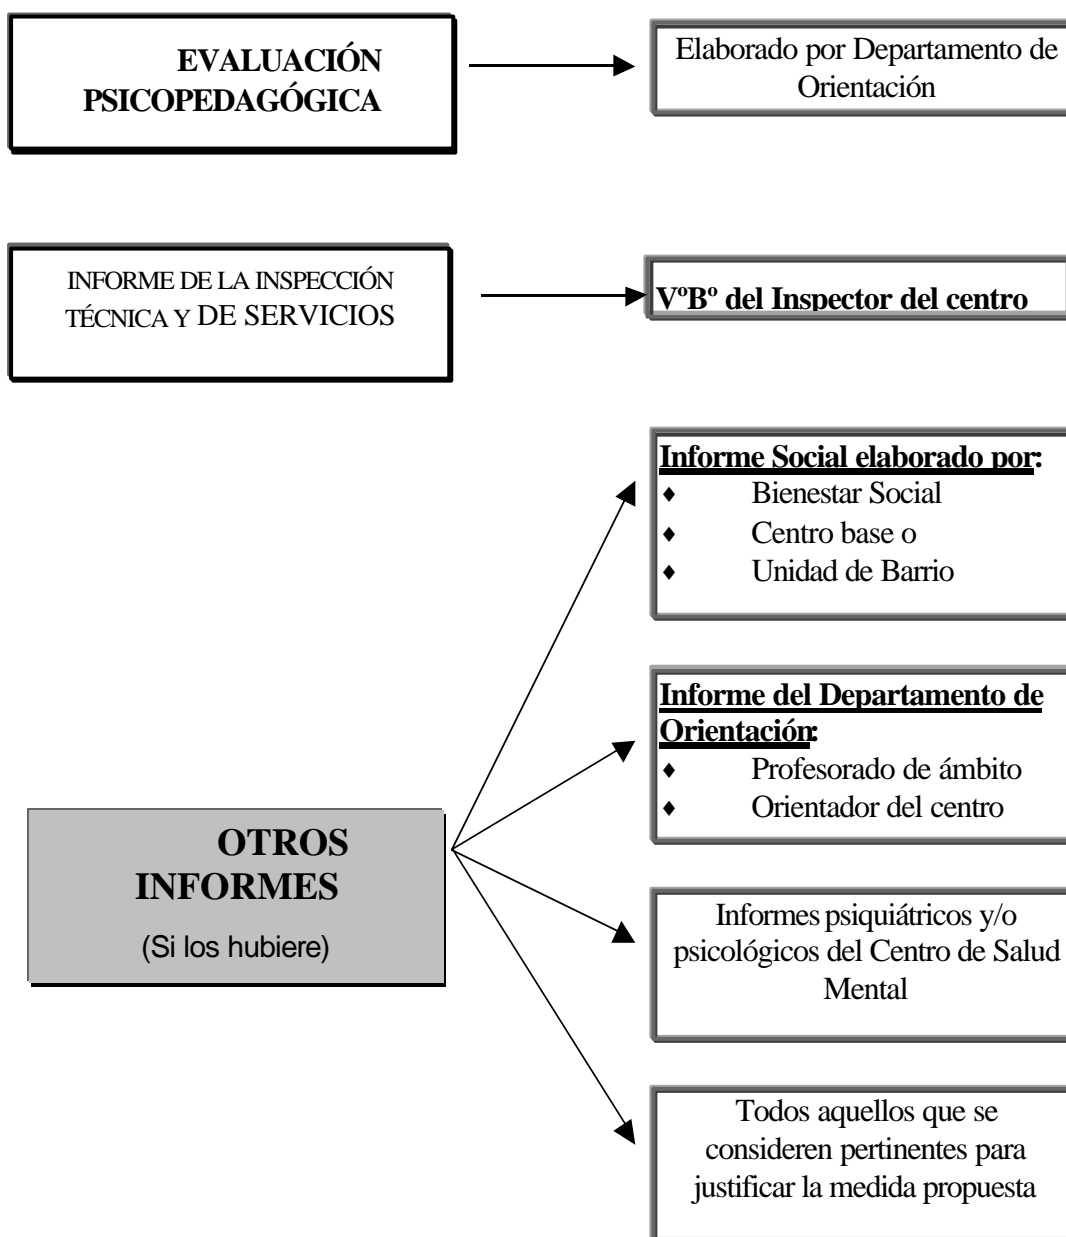 EVALUACIÓN
PSICOPEDAGÓGICA
Elaborado por Departamento de
Orientación
INFORME DE LA INSPECCIÓN
TÉCNICA Y DE SERVICIOS
VºBº del Inspector del centro
Informe Social elaborado por:
♦ Bienestar Social
♦ Centro base o
♦ Unidad de Barrio
Informe del Departamento de
Orientación:
♦ Profesorado de ámbito
♦ Orientador del centro
OTROS
INFORMES
(Si los hubiere)
Informes psiquiátricos y/o
psicológicos del Centro de Salud
Mental
Todos aquellos que se
consideren pertinentes para
justificar la medida propuesta